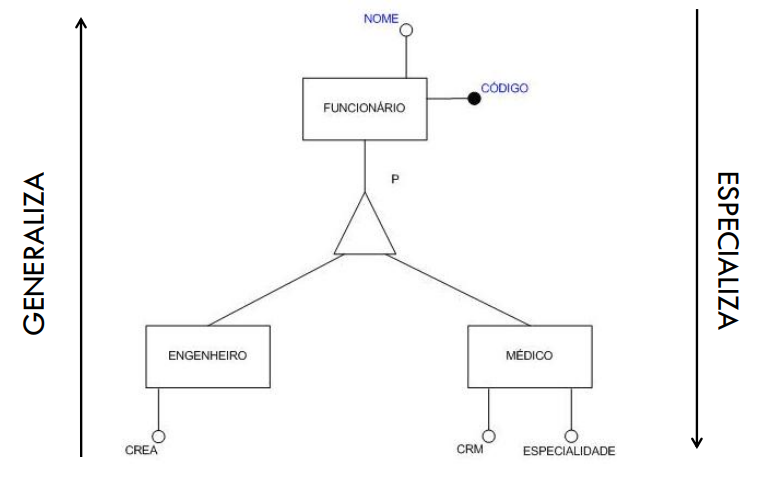 NOME
CÓDIGO
FUNCIONÁRIO
P
GENERALIZA
ESPECIALIZA
ENGENHEIRO
MÉDICO
CREA
CRM
ESPECIALIDADE